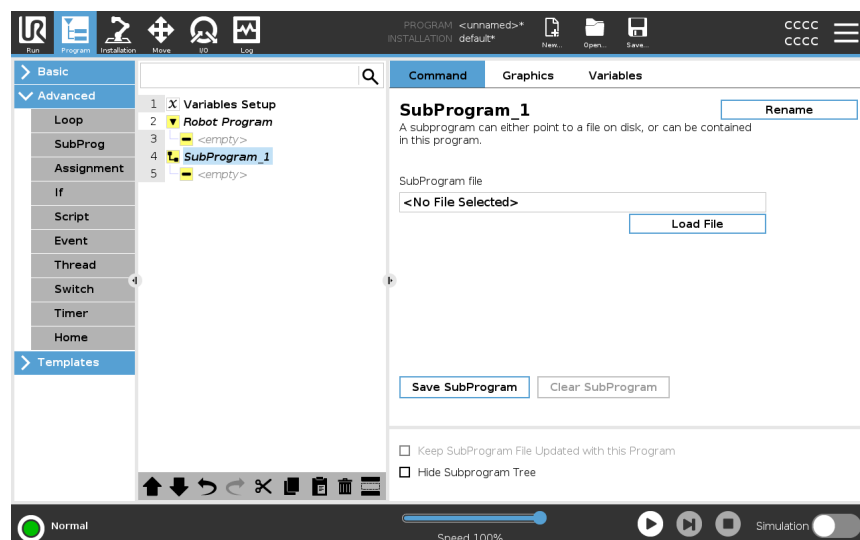 PROGRAM <unnamed>*
INSTALLATION default*
CCCC
CCCC
Run
Program
Installation
Move
I/O
Log
New...
Open...
Save...
Basic
Advanced
Loop
SubProg
Assignment
If
Script
Event
Thread
Switch
Timer
Home
Templates
1 X Variables Setup
2 Robot Program
3 <empty>
4 SubProgram_1
5 <empty>
Command
Graphics
Variables
SubProgram_1
Rename
A subprogram can either point to a file on disk, or can be contained
in this program.
SubProgram file
<No File Selected>
Load File
Save SubProgram
Clear SubProgram
Keep SubProgram File Updated with this Program
Hide Subprogram Tree
Normal
Speed 100%
Simulation